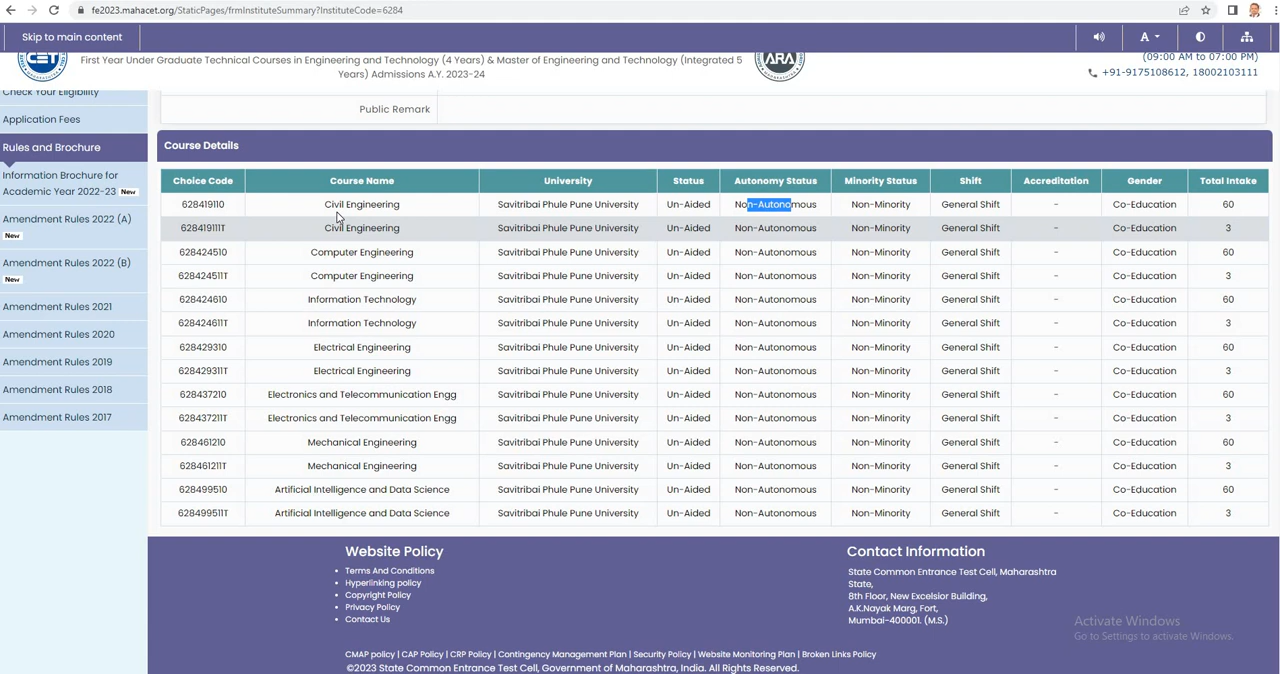 fe2023.mahacet.org/StaticPages/frmInstituteSummary?InstituteCode=6284
Skip to main content
A
First Year Under Graduate Technical Courses in Engineering and Technology (4 Years) & Master of Engineering and Technology (Integrated 5
Years) Admissions A.Y. 2023-24
CET
ARA
(09:00 AM to 07:00 PM)
+91-9175108612, 18002103111
Check Your Eligibility
Application Fees
Rules and Brochure
Information Brochure for
Academic Year 2022-23 New
Amendment Rules 2022 (A)
New
Amendment Rules 2022 (B)
New
Amendment Rules 2021
Amendment Rules 2020
Amendment Rules 2019
Amendment Rules 2018
Amendment Rules 2017
Public Remark
Course Details
Choice Code Course Name University Status Autonomy Status Minority Status Shift Accreditation Gender Total Intake
628419110 Civil Engineering Savitribai Phule Pune University Un-Aided Non-Autonomous Non-Minority General Shift - Co-Education 60
628419111T Civil Engineering Savitribai Phule Pune University Un-Aided Non-Autonomous Non-Minority General Shift - Co-Education 3
628424510 Computer Engineering Savitribai Phule Pune University Un-Aided Non-Autonomous Non-Minority General Shift - Co-Education 60
628424511T Computer Engineering Savitribai Phule Pune University Un-Aided Non-Autonomous Non-Minority General Shift - Co-Education 3
628424610 Information Technology Savitribai Phule Pune University Un-Aided Non-Autonomous Non-Minority General Shift - Co-Education 60
628424611T Information Technology Savitribai Phule Pune University Un-Aided Non-Autonomous Non-Minority General Shift - Co-Education 3
628429310 Electrical Engineering Savitribai Phule Pune University Un-Aided Non-Autonomous Non-Minority General Shift - Co-Education 60
628429311T Electrical Engineering Savitribai Phule Pune University Un-Aided Non-Autonomous Non-Minority General Shift - Co-Education 3
628437210 Electronics and Telecommunication Engg Savitribai Phule Pune University Un-Aided Non-Autonomous Non-Minority General Shift - Co-Education 60
628437211T Electronics and Telecommunication Engg Savitribai Phule Pune University Un-Aided Non-Autonomous Non-Minority General Shift - Co-Education 3
628461210 Mechanical Engineering Savitribai Phule Pune University Un-Aided Non-Autonomous Non-Minority General Shift - Co-Education 60
628461211T Mechanical Engineering Savitribai Phule Pune University Un-Aided Non-Autonomous Non-Minority General Shift - Co-Education 3
628499510 Artificial Intelligence and Data Science Savitribai Phule Pune University Un-Aided Non-Autonomous Non-Minority General Shift - Co-Education 60
628499511T Artificial Intelligence and Data Science Savitribai Phule Pune University Un-Aided Non-Autonomous Non-Minority General Shift - Co-Education 3
Website Policy
• Terms And Conditions
• Hyperlinking policy
• Copyright Policy
• Privacy Policy
• Contact Us
Contact Information
State Common Entrance Test Cell, Maharashtra
State,
8th Floor, New Excelsior Building,
A.K.Nayak Marg, Fort,
Mumbai-400001. (M.S.)
Activate Windows
Go to Settings to activate Windows.
CMAP policy | CAP Policy | CRP Policy | Contengency Management Plan | Security Policy | Website Monitoring Plan | Broken Links Policy
©2023 State Common Entrance Test Cell, Government of Maharashtra, India. All Rights Reserved.